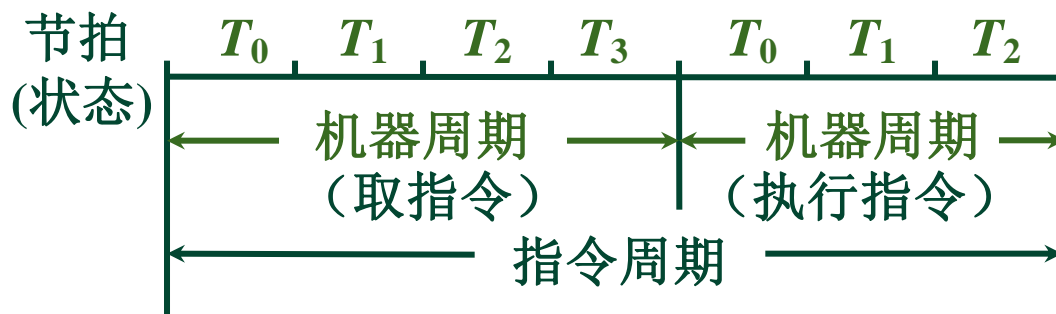 节拍 T₀ T₁ T₂ T₃ T₀ T₁ T₂
(状态)
机器周期 机器周期
（取指令） （执行指令）
指令周期